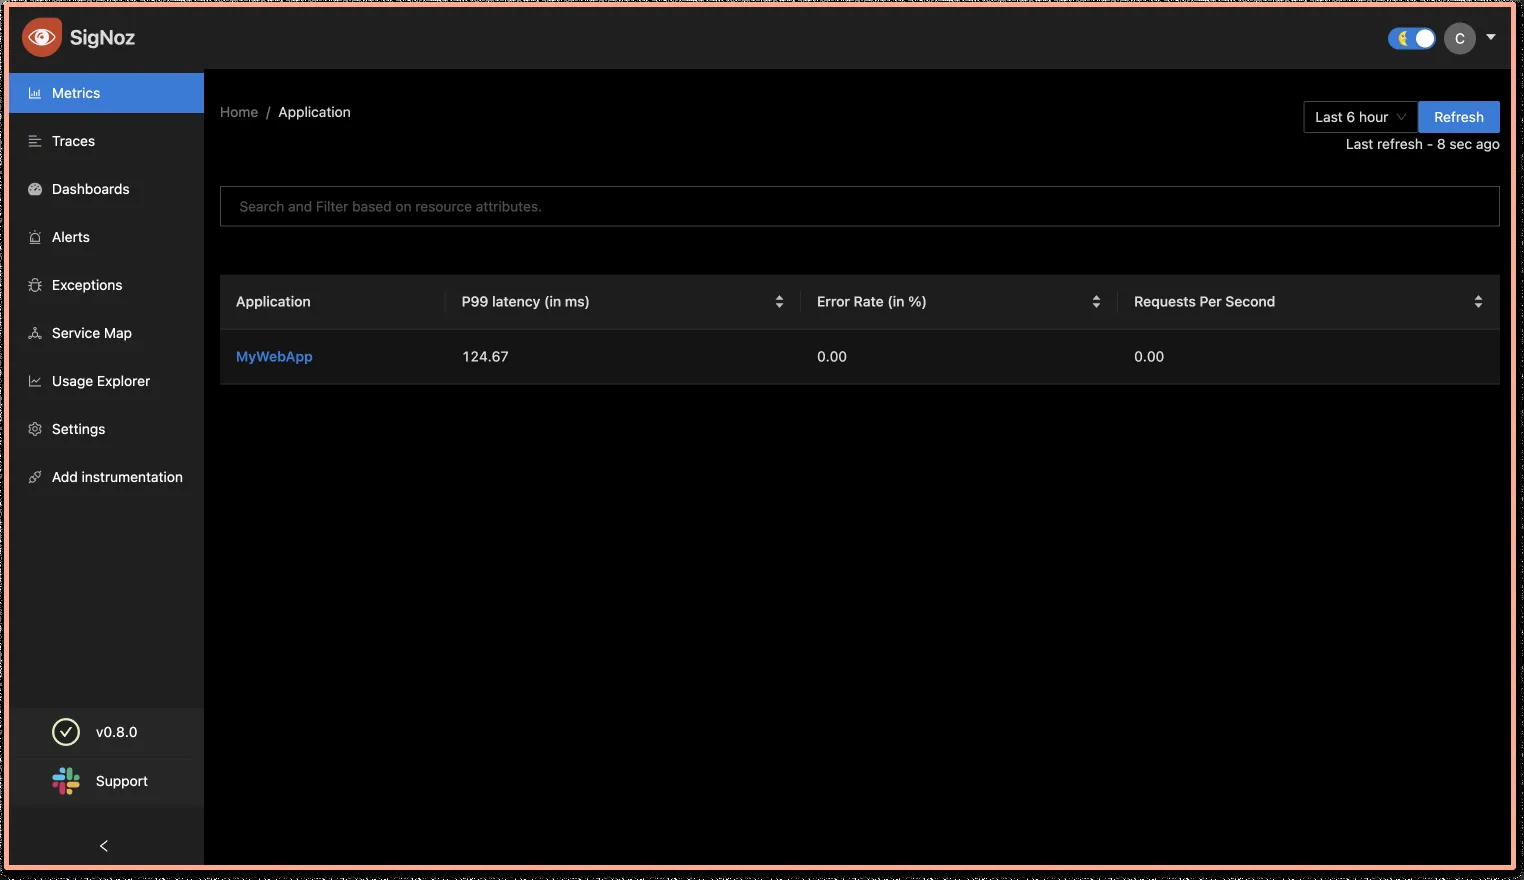 SigNoz
C
Metrics
Traces
Dashboards
Alerts
Exceptions
Service Map
Usage Explorer
Settings
Add instrumentation
v0.8.0
Support
Home / Application
Last 6 hour
Refresh
Last refresh - 8 sec ago
Search and Filter based on resource attributes.
Application P99 latency (in ms) Error Rate (in %) Requests Per Second
MyWebApp 124.67 0.00 0.00